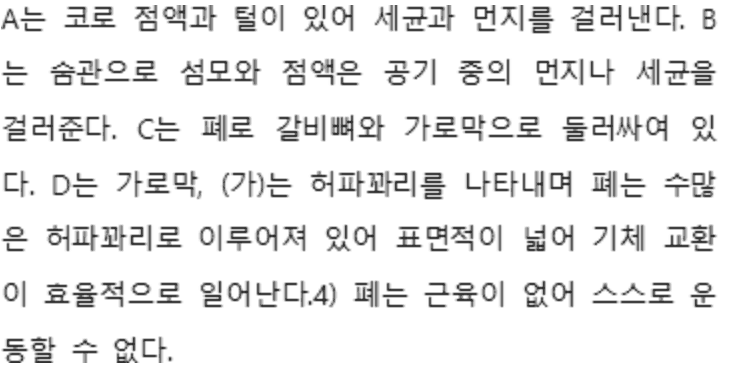 A는 코로 점액과 털이 있어 세균과 먼지를 걸러낸다. B
는 숨관으로 섬모와 점액은 공기 중의 먼지나 세균을
걸러준다. C는 폐로 갈비뼈와 가로막으로 둘러싸여 있
다. D는 가로막, (가)는 허파꽈리를 나타내며 폐는 수많
은 허파꽈리로 이루어져 있어 표면적이 넓어 기체 교환
이 효율적으로 일어난다.4) 폐는 근육이 없어 스스로 운
동할 수 없다.